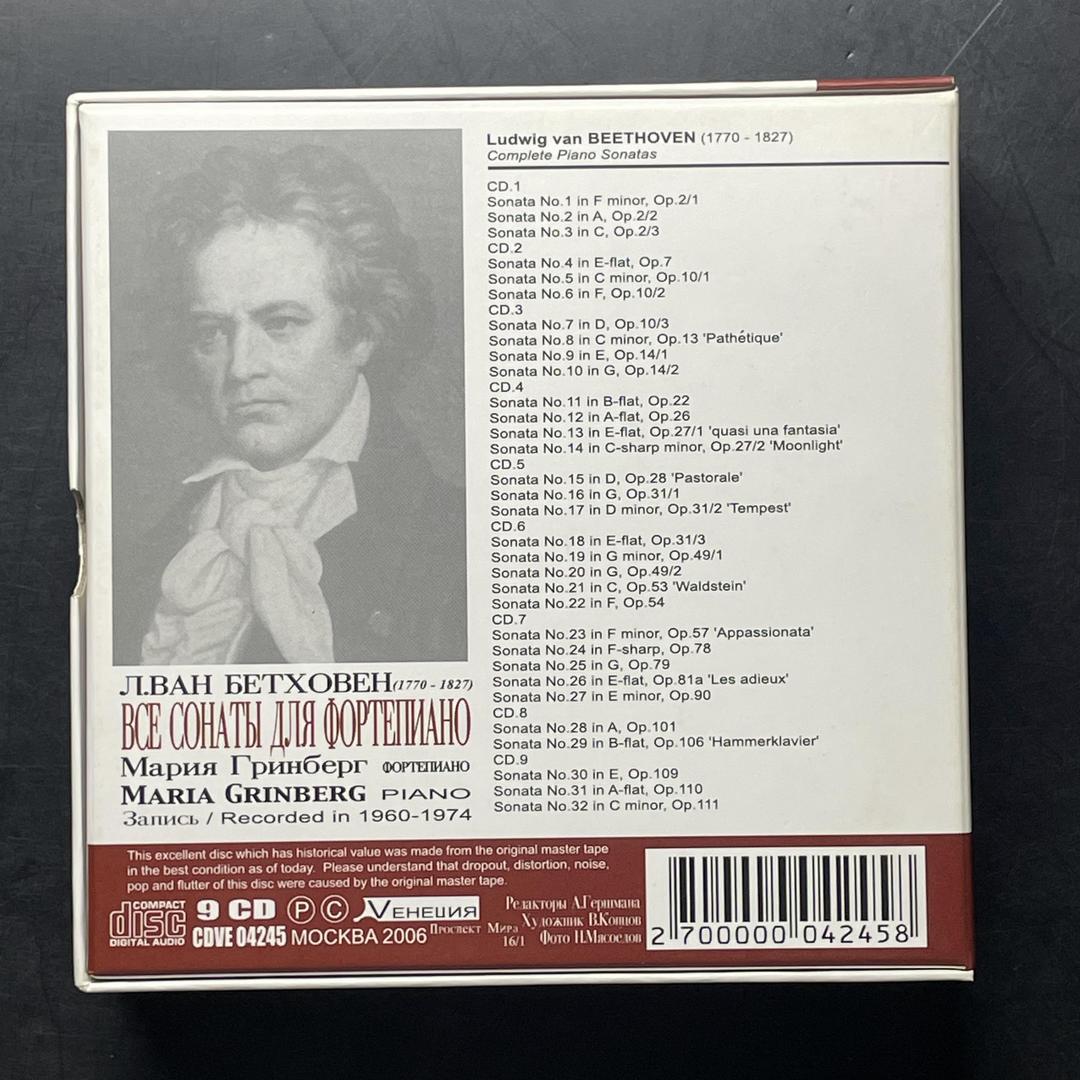 Ludwig van BEETHOVEN (1770 - 1827)
Complete Piano Sonatas
CD.1
Sonata No.1 in F minor, Op.2/1
Sonata No.2 in A, Op.2/2
Sonata No.3 in C, Op.2/3
CD.2
Sonata No.4 in E-flat, Op.7
Sonata No.5 in C minor, Op.10/1
Sonata No.6 in F, Op.10/2
CD.3
Sonata No.7 in D, Op.10/3
Sonata No.8 in C minor, Op.13 'Pathétique'
Sonata No.9 in E, Op.14/1
Sonata No.10 in G, Op.14/2
CD.4
Sonata No.11 in B-flat, Op.22
Sonata No.12 in A-flat, Op.26
Sonata No.13 in E-flat, Op.27/1 'quasi una fantasia'
Sonata No.14 in C-sharp minor, Op.27/2 'Moonlight'
CD.5
Sonata No.15 in D, Op.28 'Pastorale'
Sonata No.16 in G, Op.31/1
Sonata No.17 in D minor, Op.31/2 'Tempest'
CD.6
Sonata No.18 in E-flat, Op.31/3
Sonata No.19 in G minor, Op.49/1
Sonata No.20 in G, Op.49/2
Sonata No.21 in C, Op.53 'Waldstein'
Sonata No.22 in F, Op.54
CD.7
Sonata No.23 in F minor, Op.57 'Appassionata'
Sonata No.24 in F-sharp, Op.78
Sonata No.25 in G, Op.79
Sonata No.26 in E-flat, Op.81a 'Les adieux'
Sonata No.27 in E minor, Op.90
CD.8
Sonata No.28 in A, Op.101
Sonata No.29 in B-flat, Op.106 'Hammerklavier'
CD.9
Sonata No.30 in E, Op.109
Sonata No.31 in A-flat, Op.110
Sonata No.32 in C minor, Op.111
Л.ВАН БЕТХОВЕН (1770 - 1827)
ВСЕ СОНАТЫ ДЛЯ ФОРТЕПИАНО
Мария Гринберг ФОРТЕПИАНО
MARIA GRINBERG PIANO
Запись / Recorded in 1960-1974
This excellent disc which has historical value was made from the original master tape
in the best condition as of today. Please understand that dropout, distortion, noise,
pop and flutter of this disc were caused by the original master tape.
COMPACT
disc
DIGITAL AUDIO
9 CD Ⓟ Ⓒ VЕНЕЦИЯ
CDVE 04245 МОСКВА 2006
Проспект Мира
16/1
Редакторы А.Гершмана
Художник В.Копцов
Фото Н.Мясоедов
2 700000 042458